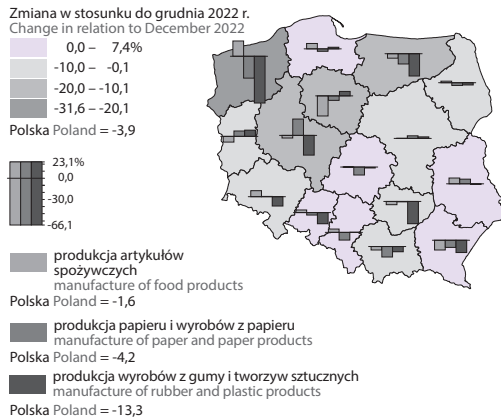 Zmiana w stosunku do grudnia 2022 r.
Change in relation to December 2022
0,0 – 7,4%
-10,0 – -0,1
-20,0 – -10,1
-31,6 – -20,1
Polska Poland = -3,9
23,1%
0,0
-30,0
-66,1
produkcja artykułów
spożywczych
manufacture of food products
Polska Poland = -1,6
produkcja papieru i wyrobów z papieru
manufacture of paper and paper products
Polska Poland = -4,2
produkcja wyrobów z gumy i tworzyw sztucznych
manufacture of rubber and plastic products
Polska Poland = -13,3